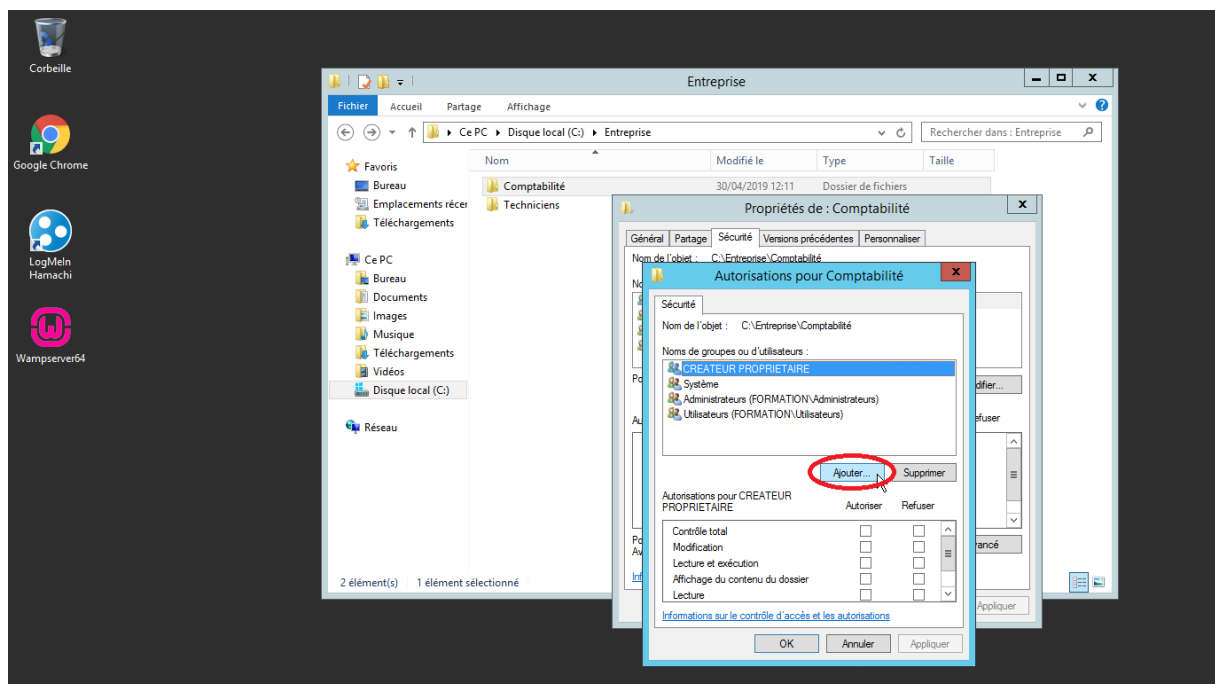 Corbeille
Google Chrome
LogMeIn
Hamachi
Wampserver64
Entreprise
Fichier Accueil Partage Affichage
Ce PC Disque local (C:) Entreprise
Rechercher dans : Entreprise
Nom Modifié le Type Taille
Favoris
Bureau
Emplacements récer
Téléchargements
Ce PC
Bureau
Documents
Images
Musique
Téléchargements
Vidéos
Disque local (C:)
Réseau
Comptabilité 30/04/2019 12:11 Dossier de fichiers
Techniciens
2 élément(s) 1 élément sélectionné
Propriétés de : Comptabilité
Général Partage Sécurité Versions précédentes Personnaliser
Nom de l'objet : C:\Entreprise\Comptabilité
difier...
efuser
ancé
Appliquer
Autorisations pour Comptabilité
Sécurité
Nom de l'objet : C:\Entreprise\Comptabilité
Noms de groupes ou d'utilisateurs :
CREATEUR PROPRIETAIRE
Système
Administrateurs (FORMATION\Administrateurs)
Utilisateurs (FORMATION\Utilisateurs)
Ajouter... Supprimer
Autorisations pour CREATEUR
PROPRIETAIRE Autoriser Refuser
Contrôle total
Modification
Lecture et exécution
Affichage du contenu du dossier
Lecture
Informations sur le contrôle d'accès et les autorisations
OK Annuler Appliquer